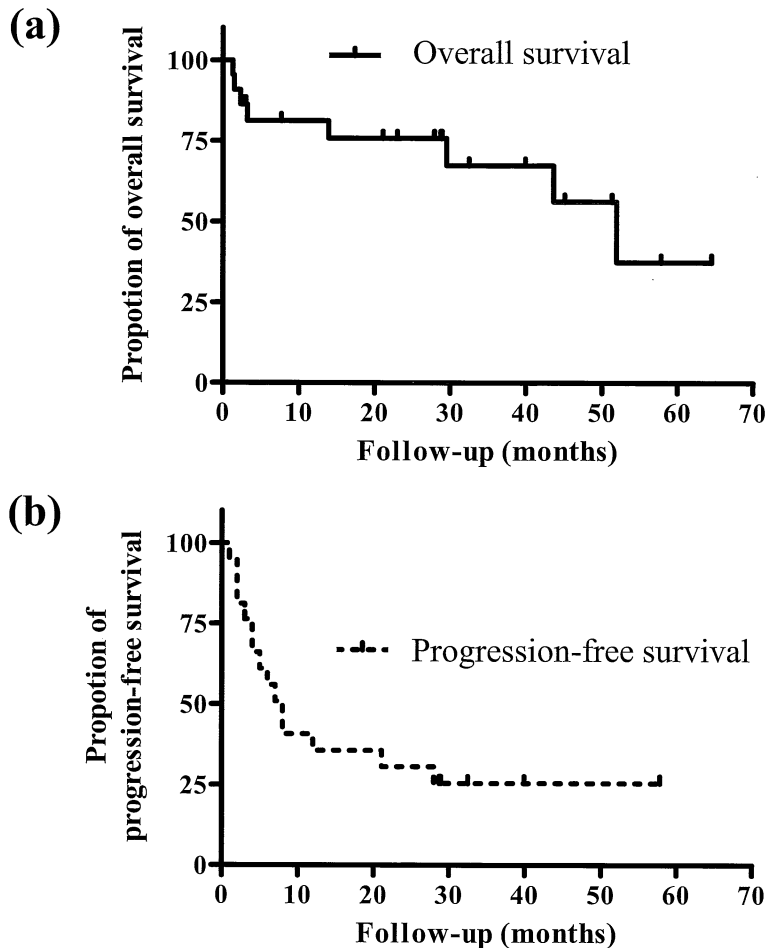 (a)
Overall survival
Propotion of overall survival
100
75
50
25
0
0 10 20 30 40 50 60 70
Follow-up (months)
(b)
Progression-free survival
Propotion of
progression-free survival
100
75
50
25
0
0 10 20 30 40 50 60 70
Follow-up (months)